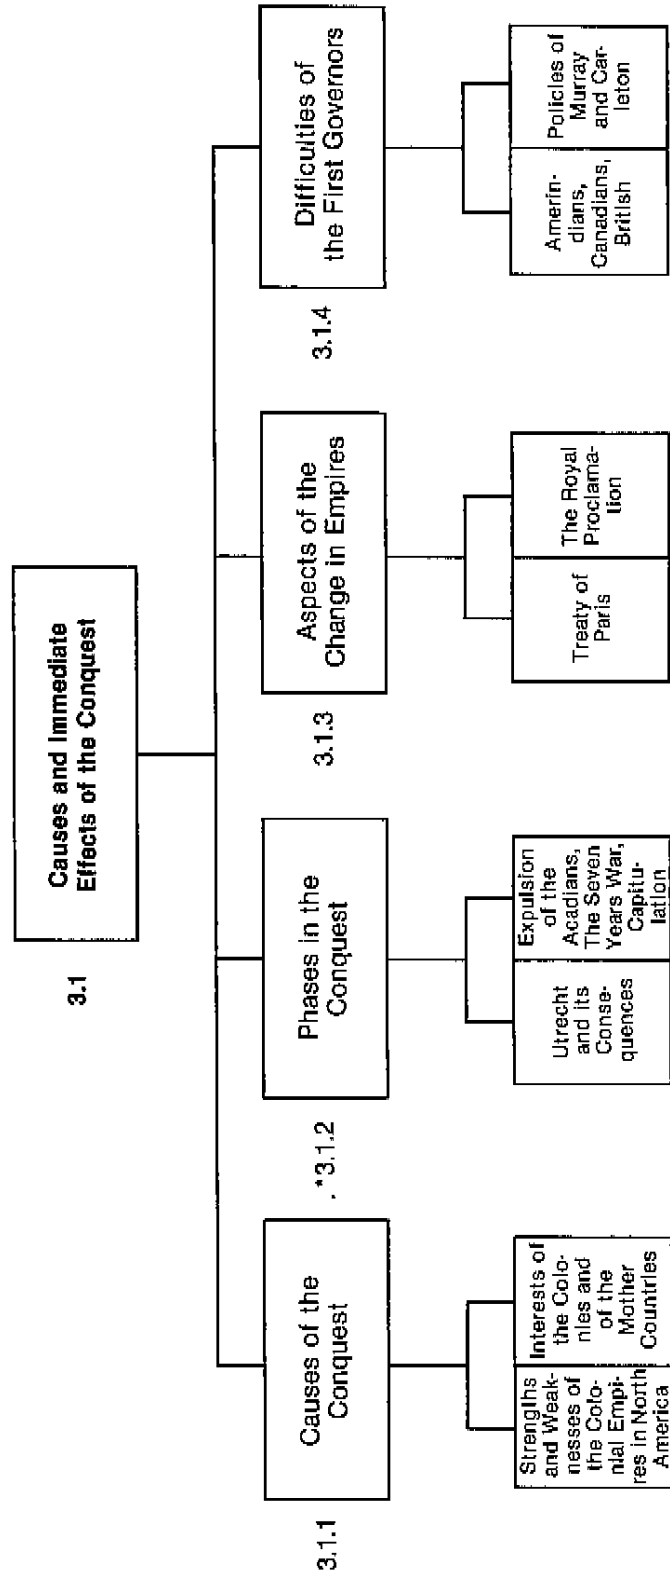 3.1
Causes and Immediate
Effects of the Conquest
3.1.1
Causes of the
Conquest
Strengths
and Weak-
nesses of
the Colo-
nial Empi-
res in North
America
Interests of
the Colo-
nies and
of the
Mother
Countries
. *3.1.2
Phases in the
Conquest
Utrecht
and its
Conse-
quences
Expulsion
of the
Acadians,
The Seven
Years War,
Capitu-
lation
3.1.3
Aspects of the
Change in Empires
Treaty of
Paris
The Royal
Proclama-
tion
3.1.4
Difficulties of
the First Governors
Amerin-
dians,
Canadians,
British
Policies of
Murray
and Car-
leton